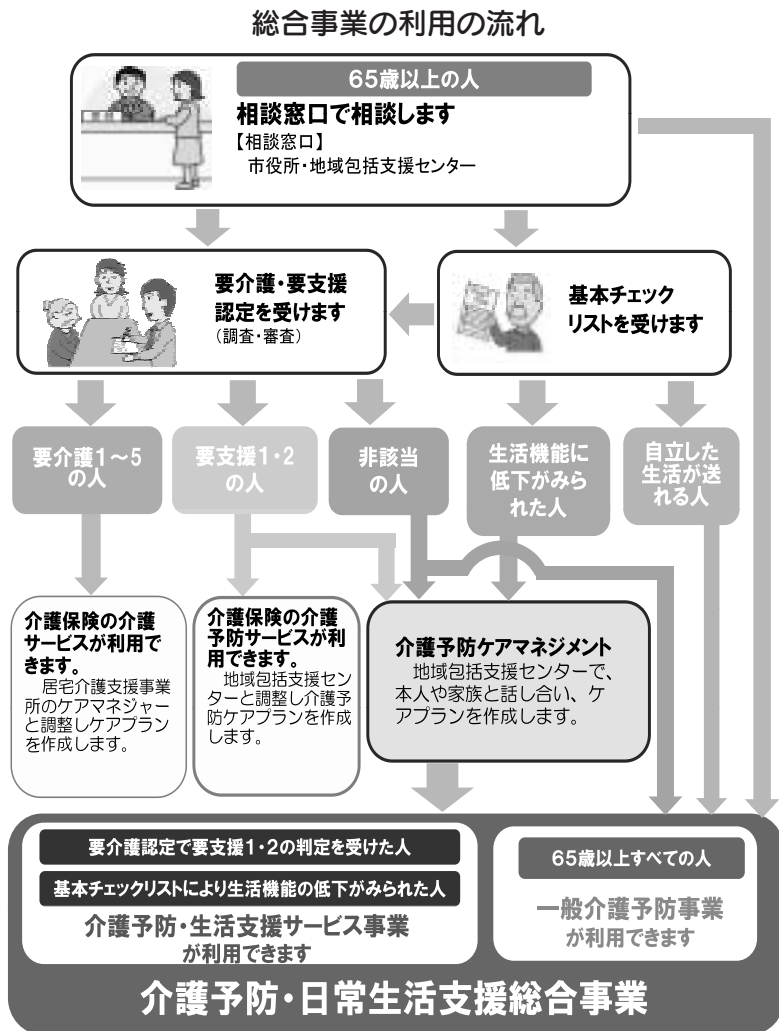 総合事業の利用の流れ
65歳以上の人
相談窓口で相談します
【相談窓口】
市役所・地域包括支援センター
要介護・要支援
認定を受けます
（調査・審査）
基本チェック
リストを受けます
要介護1～5
の人
要支援1・2
の人
非該当
の人
生活機能に
低下がみら
れた人
自立した
生活が送
れる人
介護保険の介護
サービスが利用で
きます。
居宅介護支援事業
所のケアマネジャー
と調整しケアプラン
を作成します。
介護保険の介護
予防サービスが利
用できます。
地域包括支援セン
ターと調整し介護予
防ケアプランを作成
します。
介護予防ケアマネジメント
地域包括支援センターで、
本人や家族と話し合い、ケ
アプランを作成します。
要介護認定で要支援1・2の判定を受けた人
基本チェックリストにより生活機能の低下がみられた人
介護予防・生活支援サービス事業
が利用できます
65歳以上すべての人
一般介護予防事業
が利用できます
介護予防・日常生活支援総合事業